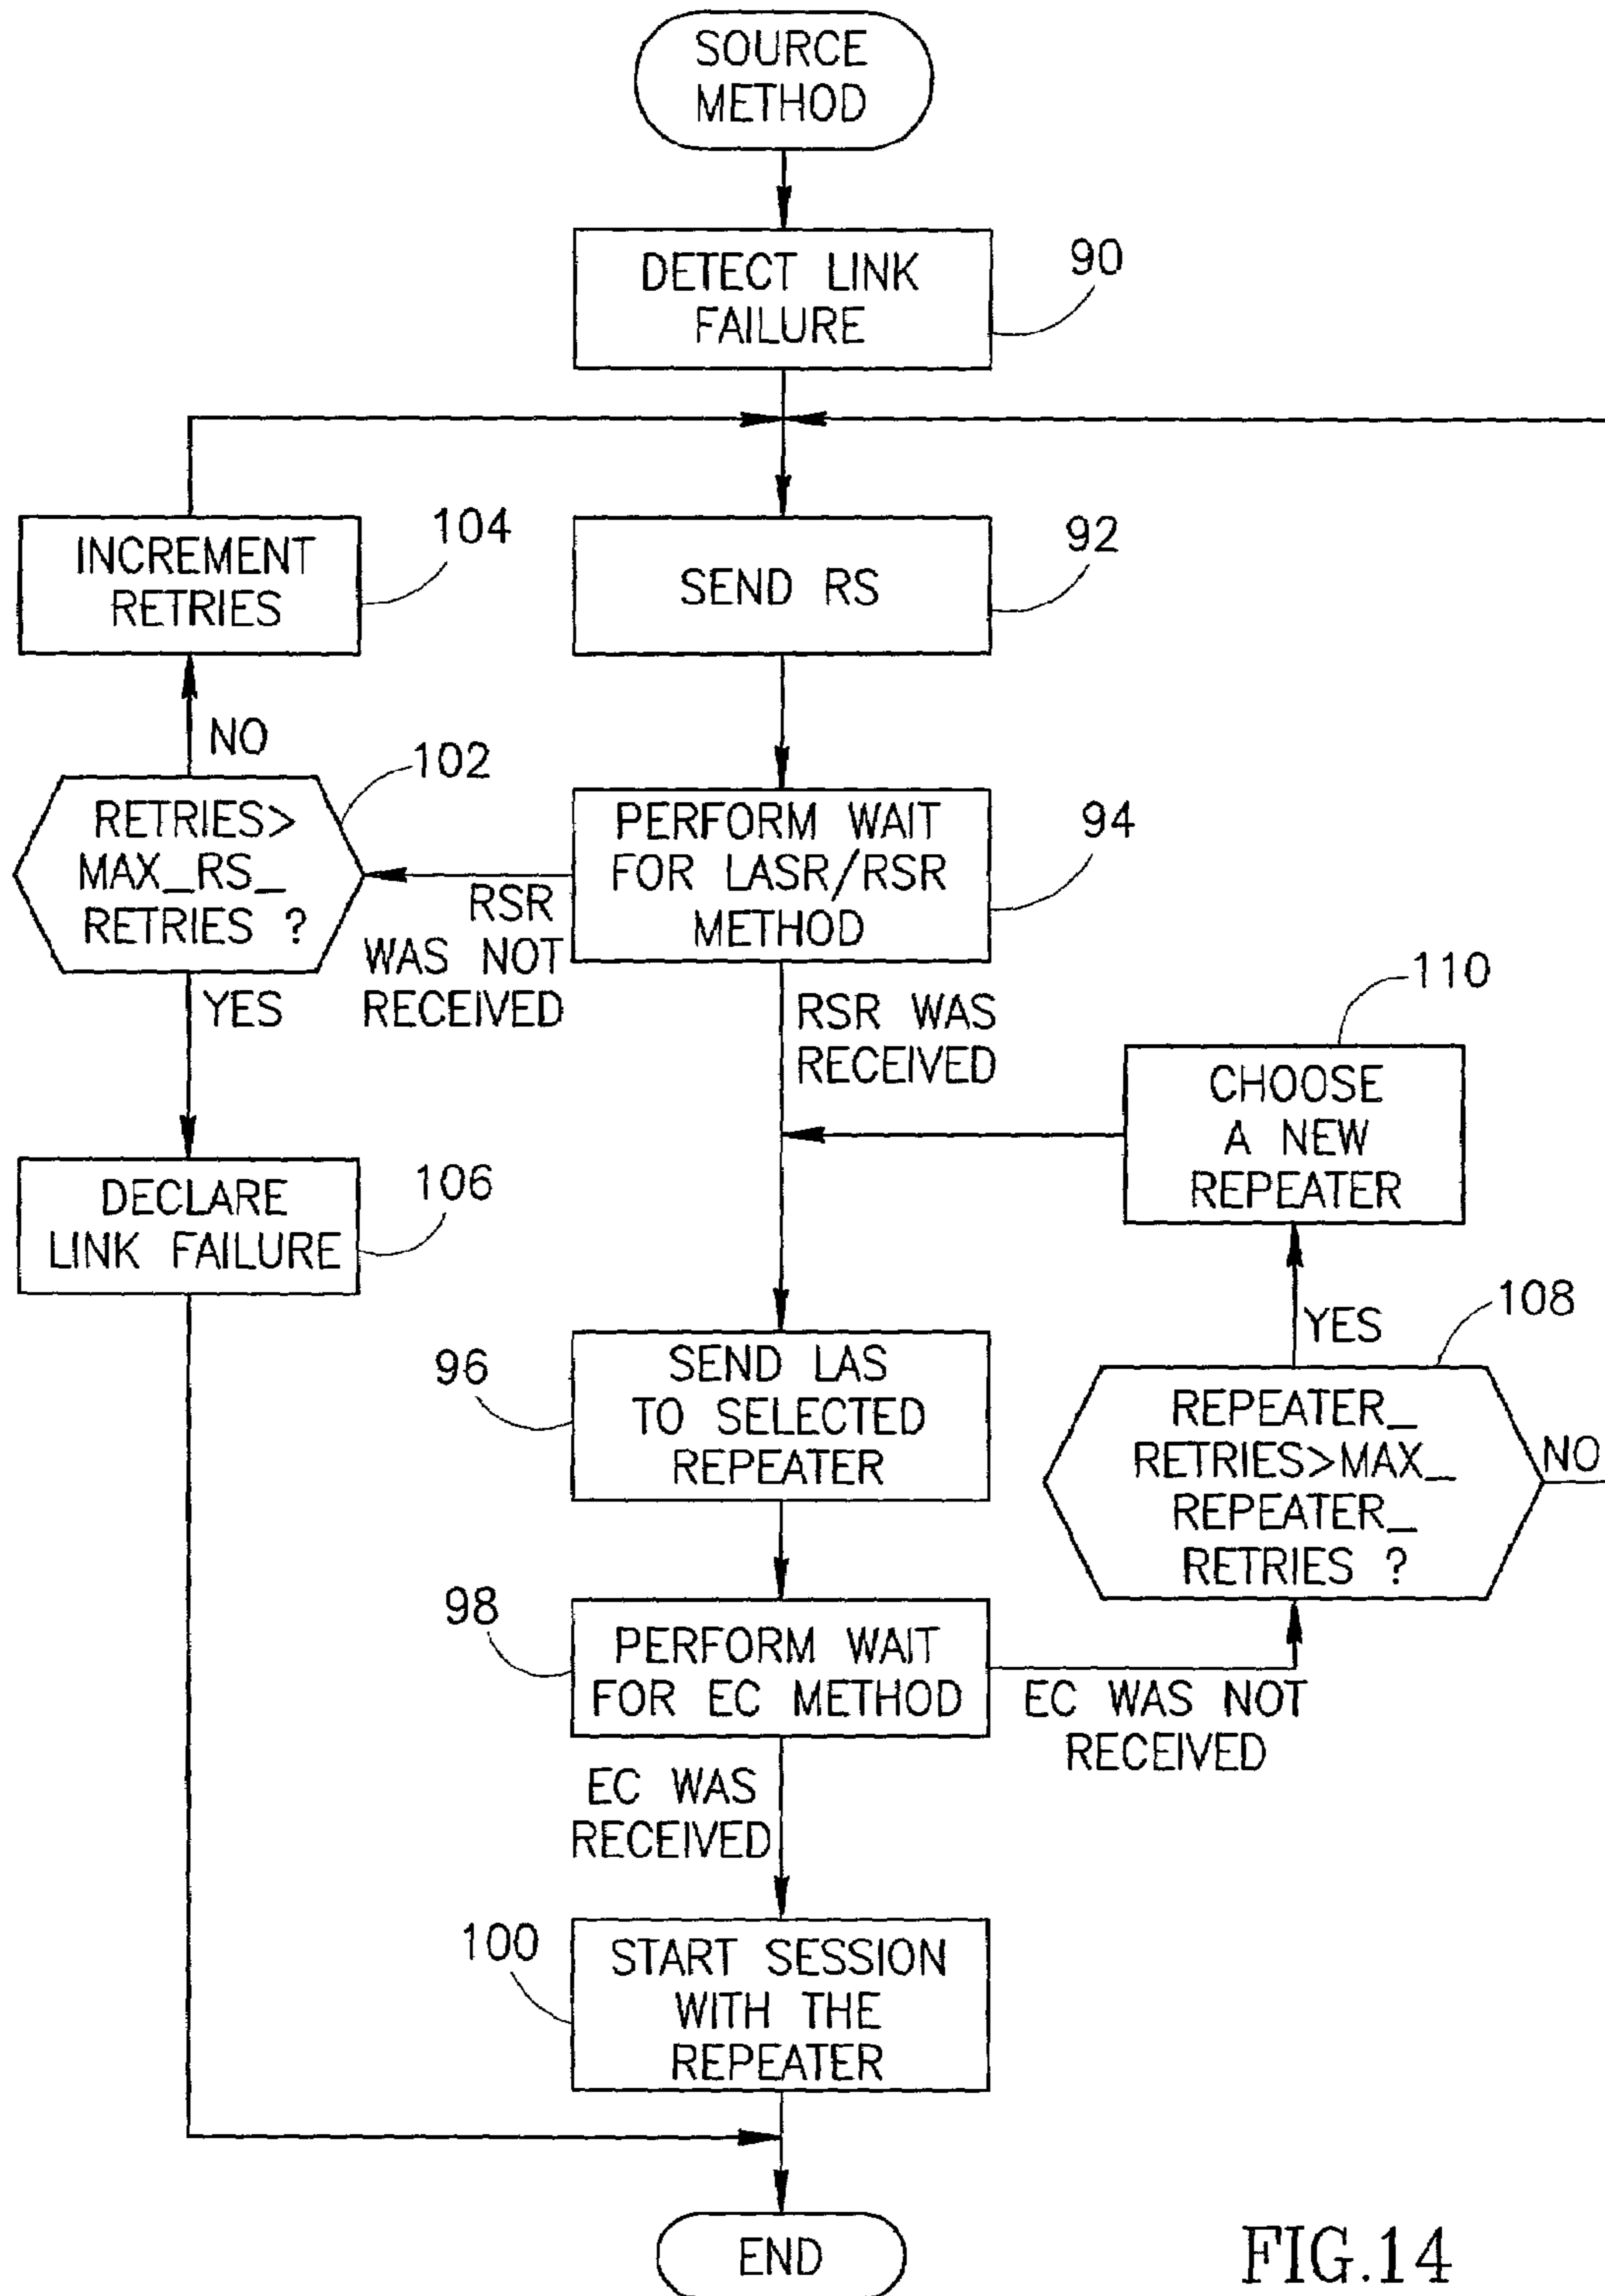 SOURCE
METHOD
DETECT LINK
FAILURE
90
INCREMENT
RETRIES
104
SEND RS
92
NO
RETRIES>
MAX_RS_
RETRIES ?
102
PERFORM WAIT
FOR LASR/RSR
METHOD
94
RSR
WAS NOT
RECEIVED
YES
RSR WAS
RECEIVED
110
CHOOSE
A NEW
REPEATER
DECLARE
LINK FAILURE
106
YES
108
96
SEND LAS
TO SELECTED
REPEATER
REPEATER_
RETRIES>MAX_
REPEATER_
RETRIES ?
NO
98
PERFORM WAIT
FOR EC METHOD
EC WAS NOT
RECEIVED
EC WAS
RECEIVED
100
START SESSION
WITH THE
REPEATER
END
FIG.14